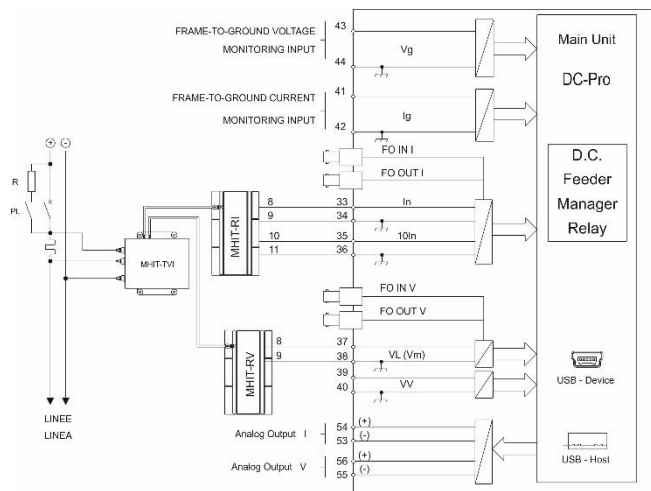 FRAME-TO-GROUND VOLTAGE
MONITORING INPUT
43
44
Vg
FRAME-TO-GROUND CURRENT
MONITORING INPUT
41
42
Ig
Main Unit
DC-Pro
D.C.
Feeder
Manager
Relay
FO IN I
FO OUT I
+
-
R
PL
MHIT-TVI
MHIT-RI
8
9
10
11
33
34
35
36
In
10In
FO IN V
FO OUT V
MHIT-RV
8
9
37
38
39
40
VL (Vm)
VV
USB - Device
LINEE
LINEA
Analog Output I
54 (+)
53 (-)
Analog Output V
56 (+)
55 (-)
USB - Host